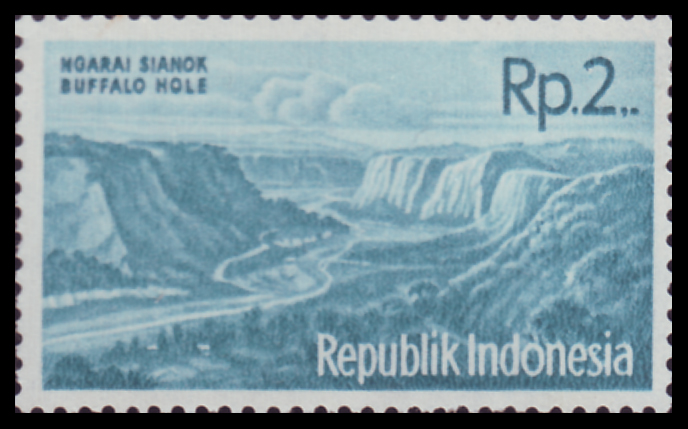 NGARAI SIANOK
BUFFALO HOLE
Rp.2,..
Republik Indonesia